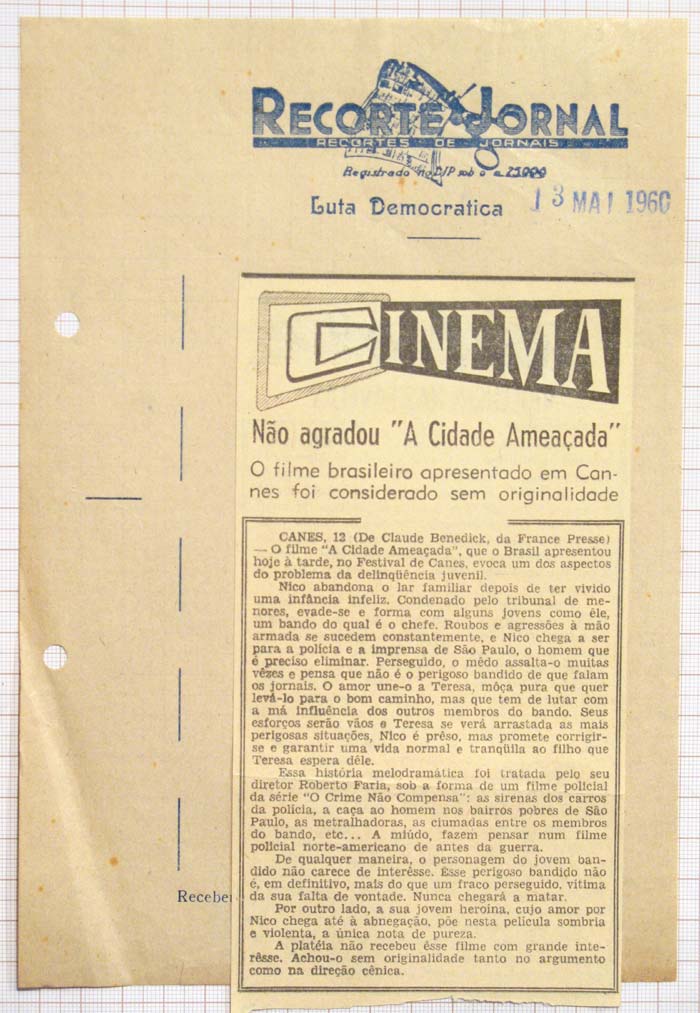 RECORTE JORNAL
RECORTES DE JORNAIS
Registrado no DIP sob o
Luta Democratica
13 MAI 1960
CINEMA
Não agradou "A Cidade Ameaçada"
O filme brasileiro apresentado em Can-
nes foi considerado sem originalidade
CANES, 12 (De Claude Benedick, da France Presse)
— O filme "A Cidade Ameaçada", que o Brasil apresentou
hoje à tarde, no Festival de Canes, evoca um dos aspectos
do problema da delinqüência juvenil.
Nico abandona o lar familiar depois de ter vivido
uma infância infeliz. Condenado pelo tribunal de me-
nores, evade-se e forma com alguns jovens como êle,
um bando do qual é o chefe. Roubos e agressões à mão
armada se sucedem constantemente, e Nico chega a ser
para a polícia e a imprensa de São Paulo, o homem que
é preciso eliminar. Perseguido, o mêdo assalta-o muitas
vêzes e pensa que não é o perigoso bandido de que falam
os jornais. O amor une-o a Teresa, môça pura que quer
levá-lo para o bom caminho, mas que tem de lutar com
a má influência dos outros membros do bando. Seus
esforços serão vãos e Teresa se verá arrastada as mais
perigosas situações, Nico é prêso, mas promete corrigir-
se e garantir uma vida normal e tranqüila ao filho que
Teresa espera dêle.
Essa história melodramática foi tratada pelo seu
diretor Roberto Faria, sob a forma de um filme policial
da série "O Crime Não Compensa": as sirenas dos carros
da polícia, a caça ao homem nos bairros pobres de São
Paulo, as metralhadoras, as ciumadas entre os membros
do bando, etc... A miúdo, fazem pensar num filme
policial norte-americano de antes da guerra.
De qualquer maneira, o personagem do jovem ban-
dido não carece de interêsse. Esse perigoso bandido não
é, em definitivo, mais do que um fraco perseguido, vítima
da sua falta de vontade. Nunca chegará a matar.
Por outro lado, a sua jovem heroína, cujo amor por
Nico chega até à abnegação, põe nesta película sombria
e violenta, a única nota de pureza.
A platéia não recebeu êsse filme com grande inte-
rêsse. Achou-o sem originalidade tanto no argumento
como na direção cênica.
Recebe